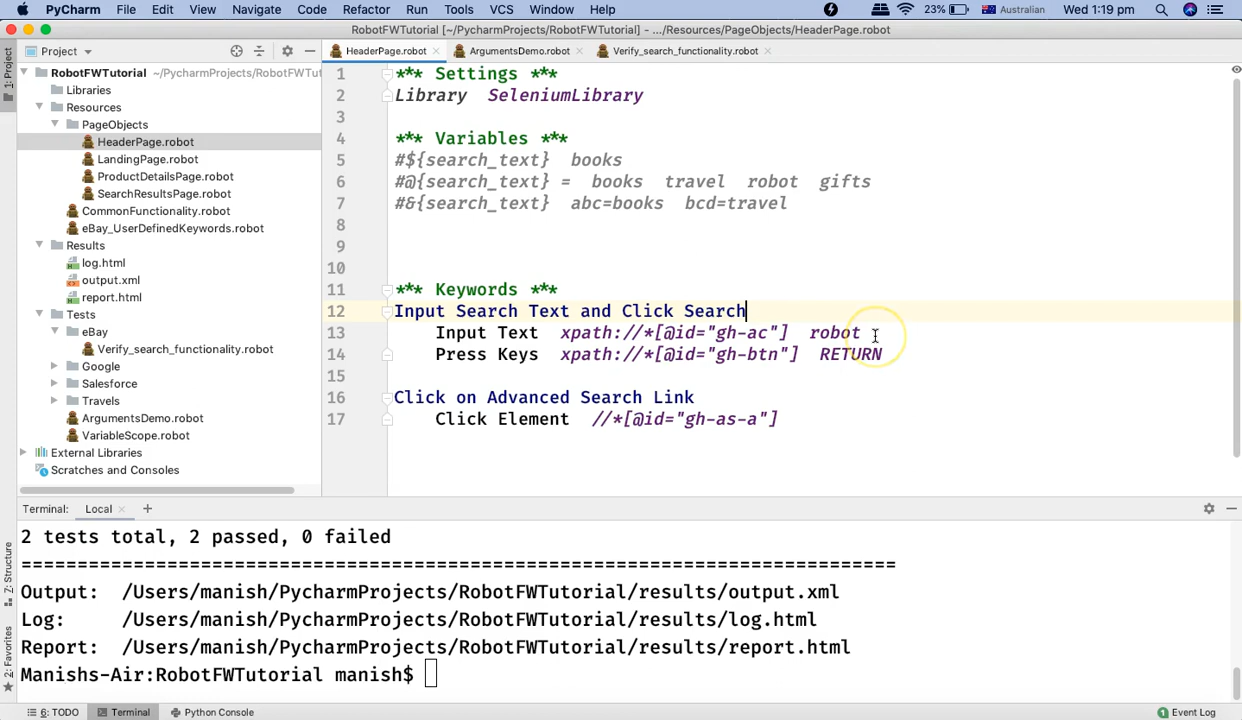 PyCharm File Edit View Navigate Code Refactor Run Tools VCS Window Help 23% Australian Wed 1:19 pm
RobotFWTutorial [~/PycharmProjects/RobotFWTutorial] - .../Resources/PageObjects/HeaderPage.robot
Project
HeaderPage.robot ArgumentsDemo.robot Verify_search_functionality.robot
1: Project
RobotFWTutorial ~/PycharmProjects/RobotFWTut
Libraries
Resources
PageObjects
HeaderPage.robot
LandingPage.robot
ProductDetailsPage.robot
SearchResultsPage.robot
CommonFunctionality.robot
eBay_UserDefinedKeywords.robot
Results
log.html
output.xml
report.html
Tests
eBay
Verify_search_functionality.robot
Google
Salesforce
Travels
ArgumentsDemo.robot
VariableScope.robot
External Libraries
Scratches and Consoles
1 *** Settings ***
2 Library SeleniumLibrary
3
4 *** Variables ***
5 #${search_text} books
6 #@{search_text} = books travel robot gifts
7 #&{search_text} abc=books bcd=travel
8
9
10
11 *** Keywords ***
12 Input Search Text and Click Search
13 Input Text xpath://*[@id="gh-ac"] robot
14 Press Keys xpath://*[@id="gh-btn"] RETURN
15
16 Click on Advanced Search Link
17 Click Element //*[@id="gh-as-a"]
Terminal: Local +
2 tests total, 2 passed, 0 failed
==============================================================================
Output: /Users/manish/PycharmProjects/RobotFWTutorial/results/output.xml
Log: /Users/manish/PycharmProjects/RobotFWTutorial/results/log.html
Report: /Users/manish/PycharmProjects/RobotFWTutorial/results/report.html
Manishs-Air:RobotFWTutorial manish$
Z: Structure
2: Favorites
6: TODO Terminal Python Console 1 Event Log